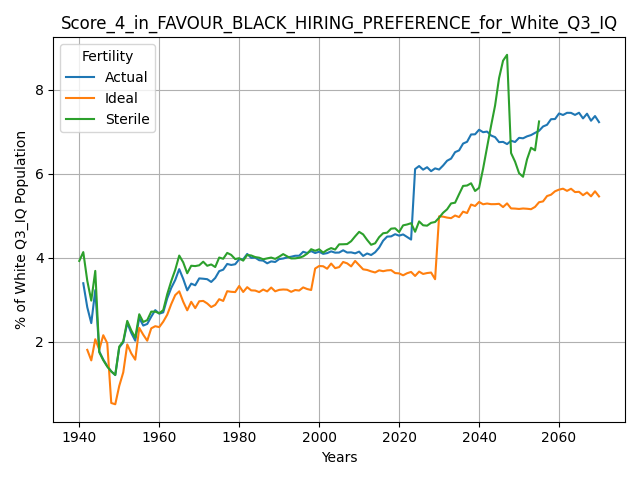 Score_4_in_FAVOUR_BLACK_HIRING_PREFERENCE_for_White_Q3_IQ
Fertility
Actual
Ideal
Sterile
% of White Q3_IQ Population
8
6
4
2
1940 1960 1980 2000 2020 2040 2060
Years